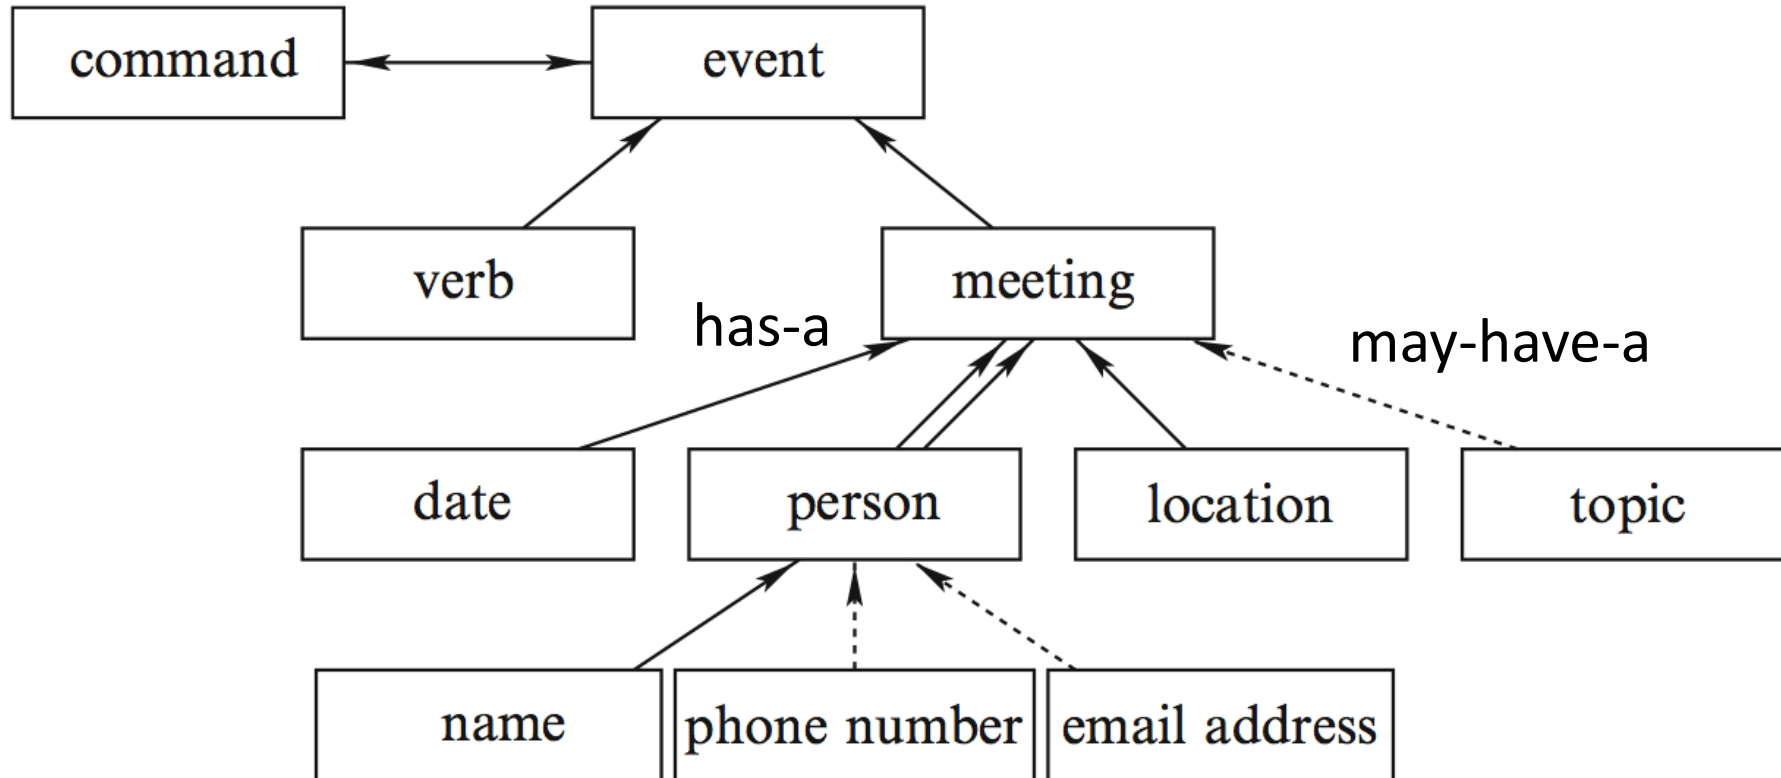 command
event
verb
meeting
has-a
may-have-a
date
person
location
topic
name
phone number
email address